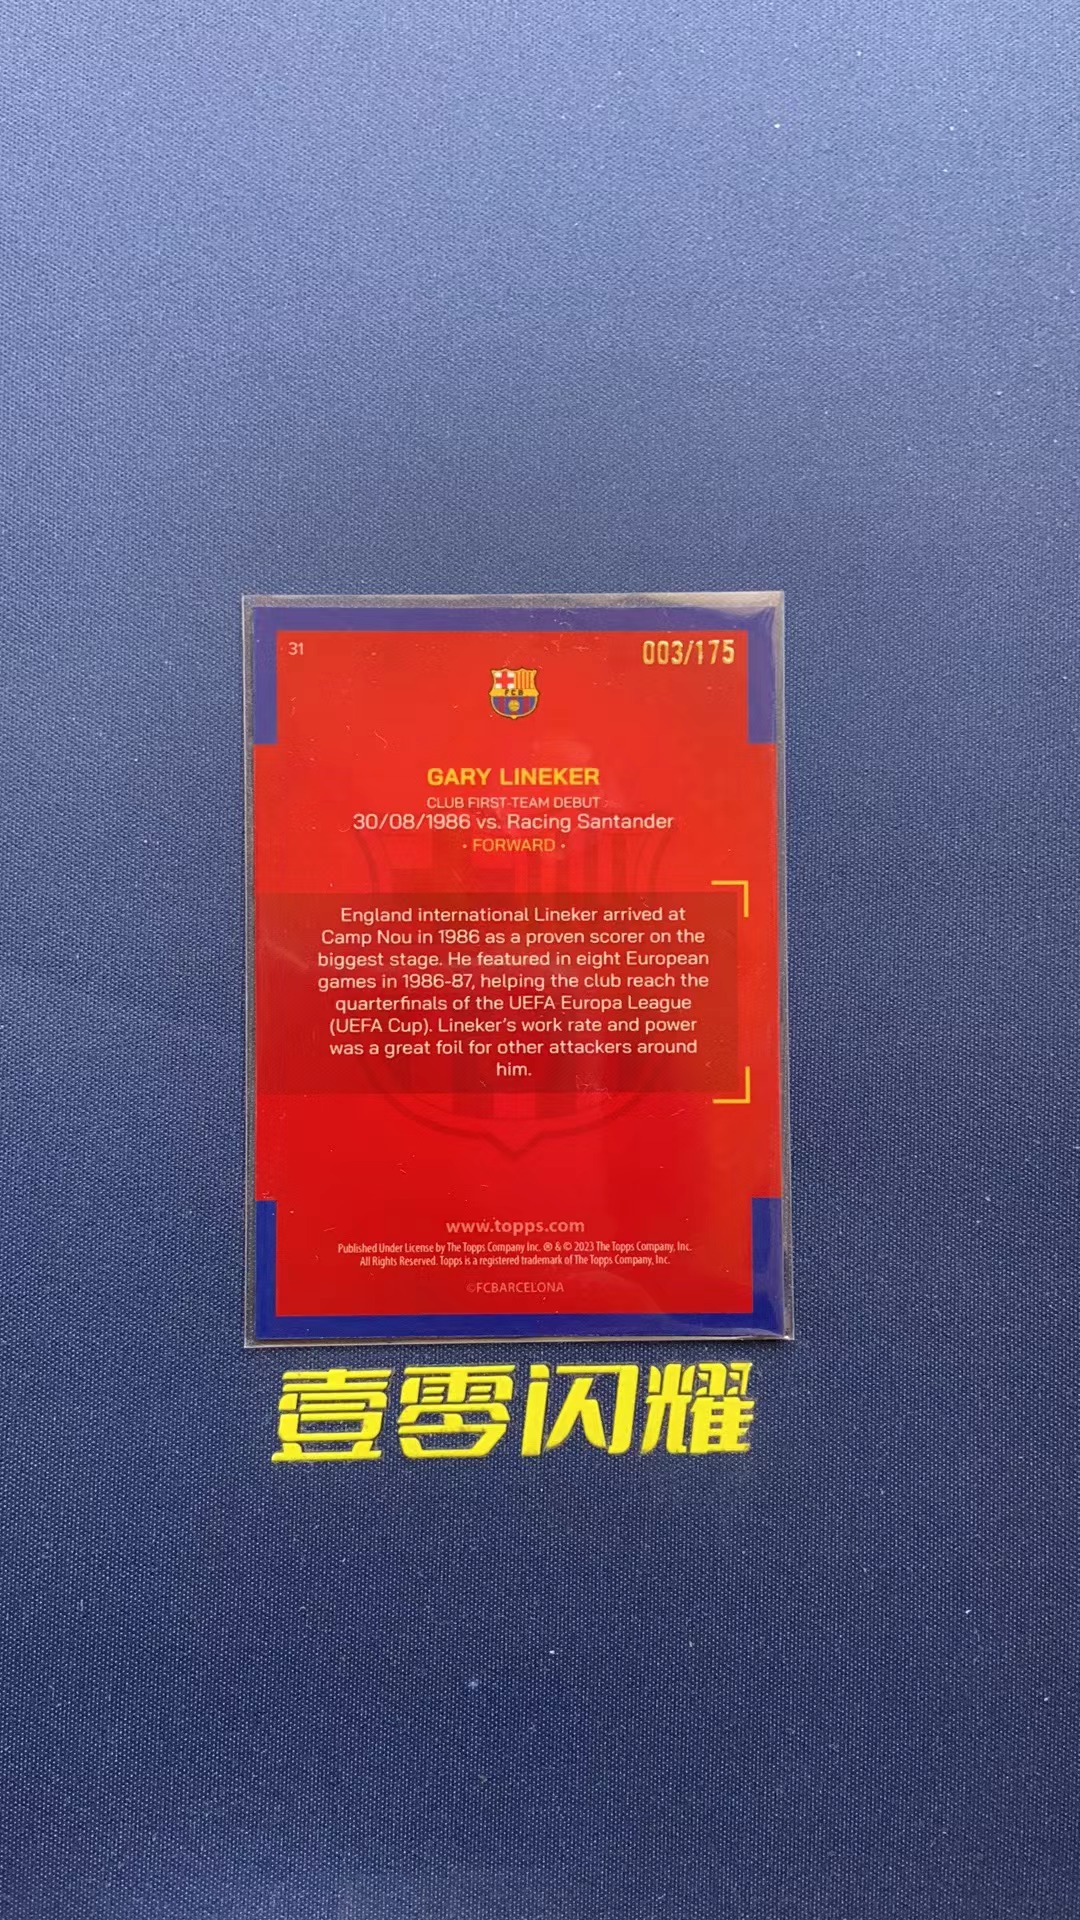 31
003/175
FCB
GARY LINEKER
CLUB FIRST-TEAM DEBUT
30/08/1986 vs. Racing Santander
• FORWARD •
England international Lineker arrived at
Camp Nou in 1986 as a proven scorer on the
biggest stage. He featured in eight European
games in 1986-87, helping the club reach the
quarterfinals of the UEFA Europa League
(UEFA Cup). Lineker's work rate and power
was a great foil for other attackers around
him.
www.topps.com
Published Under License by The Topps Company Inc. ® & © 2023 The Topps Company, Inc.
All Rights Reserved. Topps is a registered trademark of The Topps Company, Inc.
©FCBARCELONA
壹零闪耀